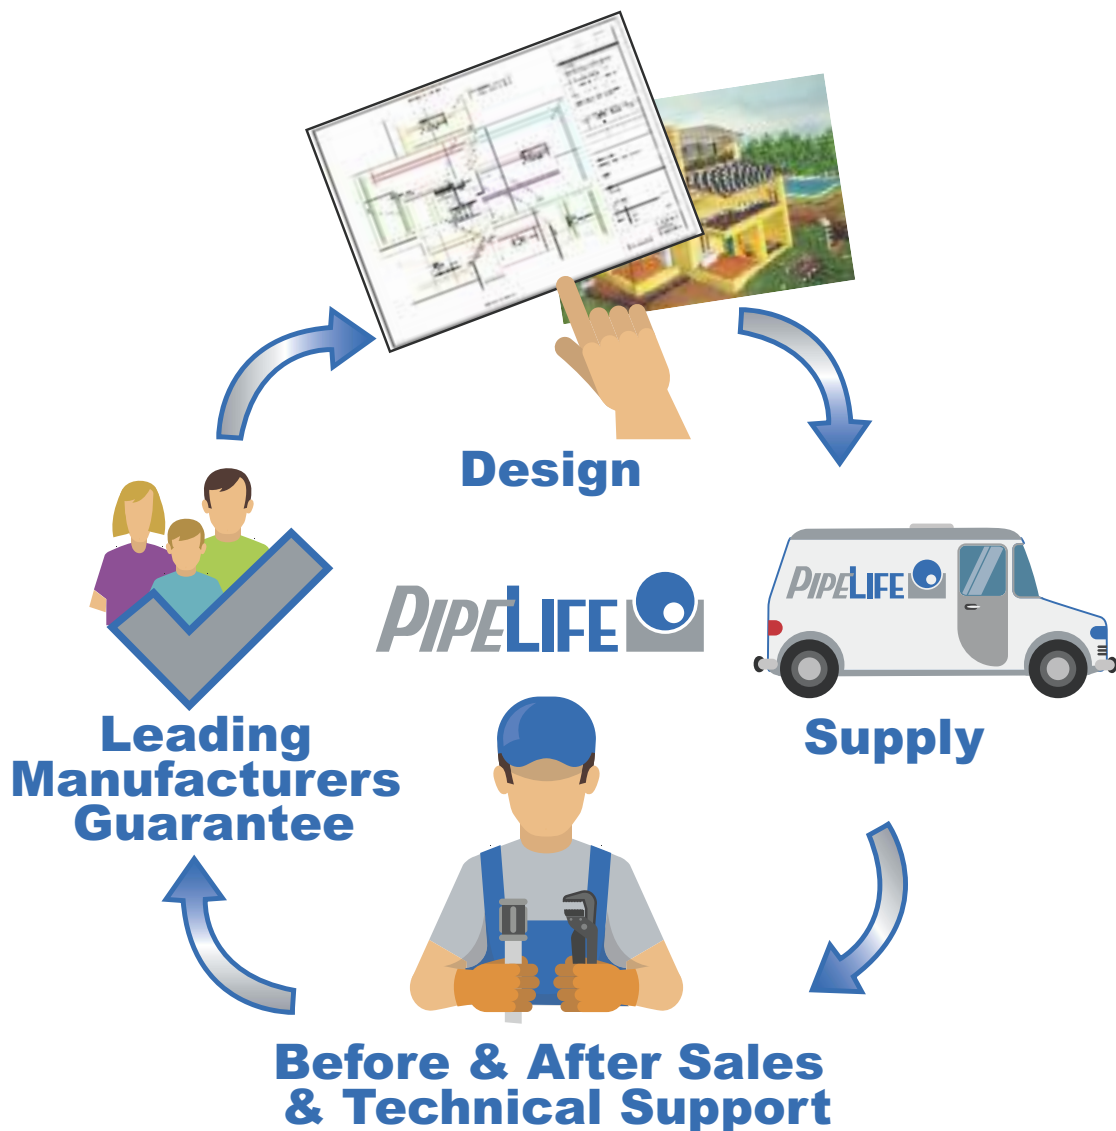 Design
PIPELIFE
PIPELIFE
Leading
Manufacturers
Guarantee
Supply
Before & After Sales
& Technical Support